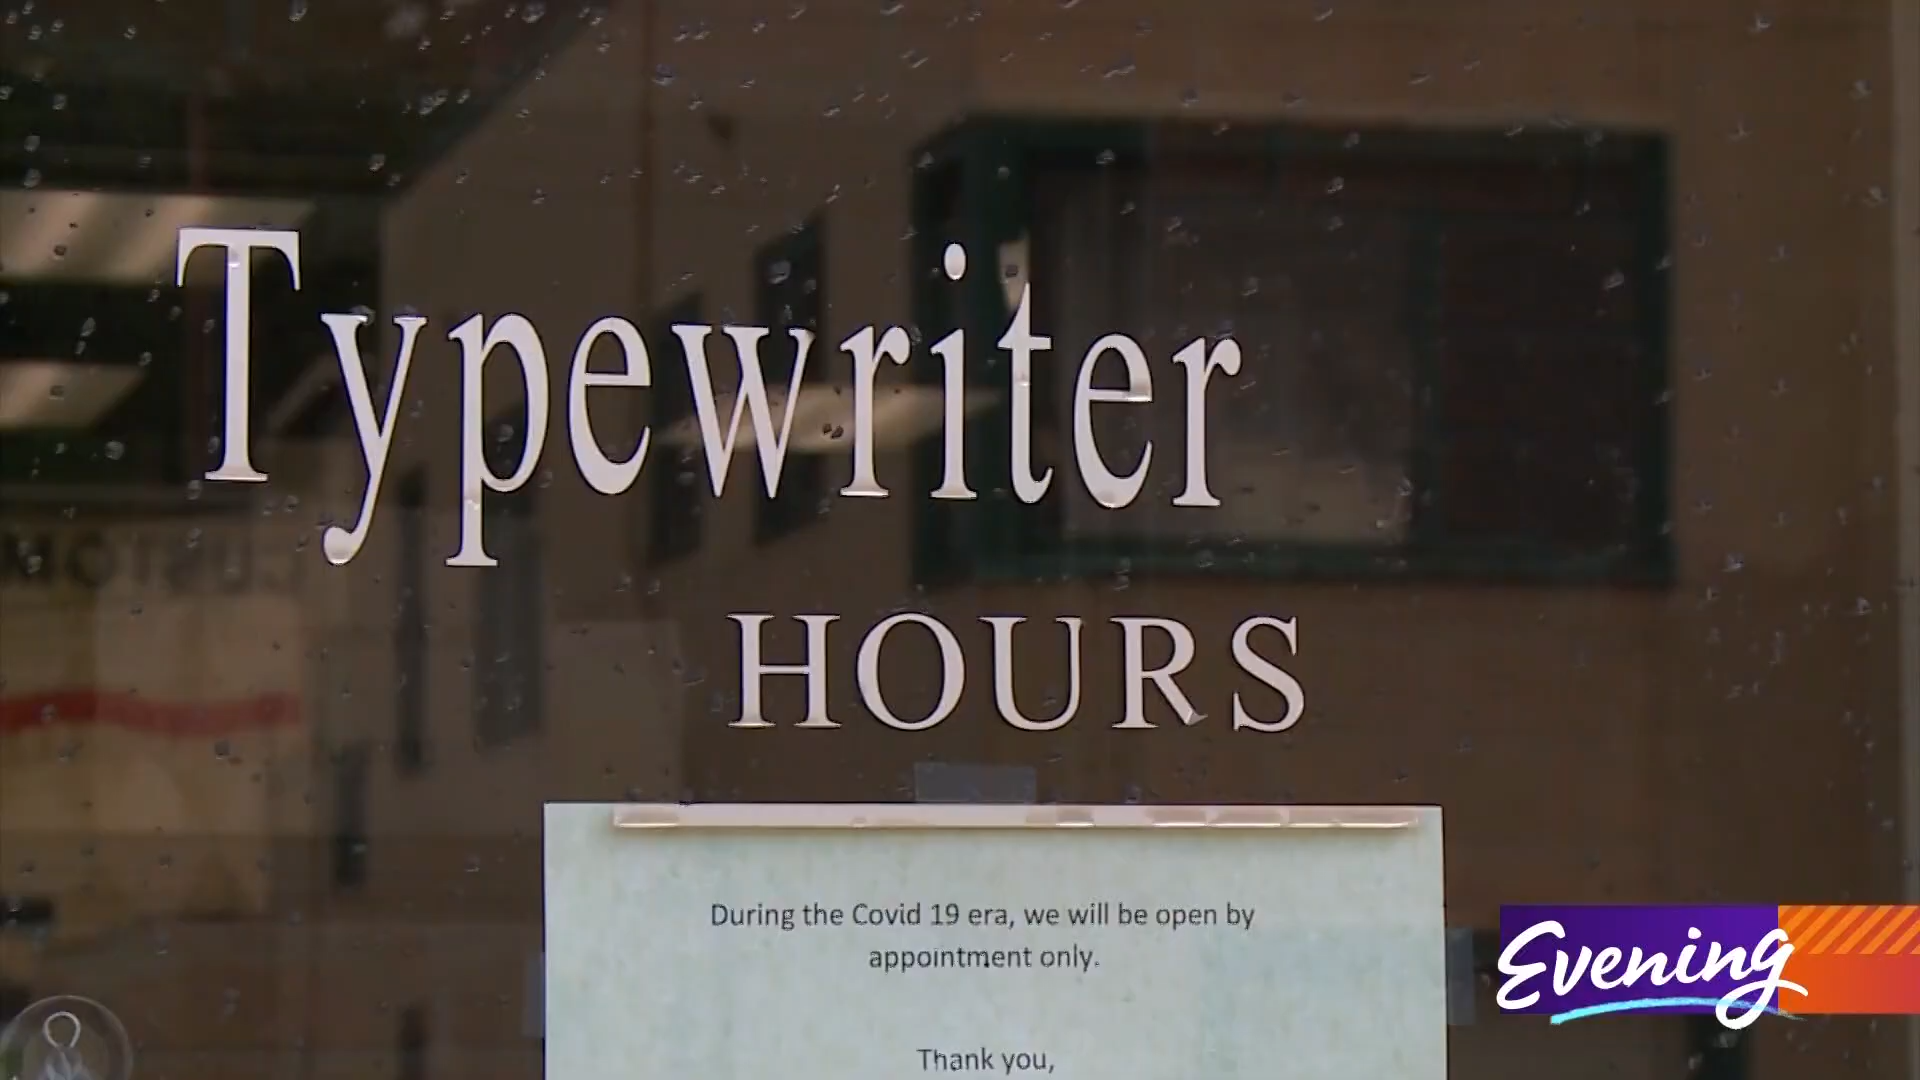 Typewriter
HOURS
During the Covid 19 era, we will be open by
appointment only.
Thank you,
Evening